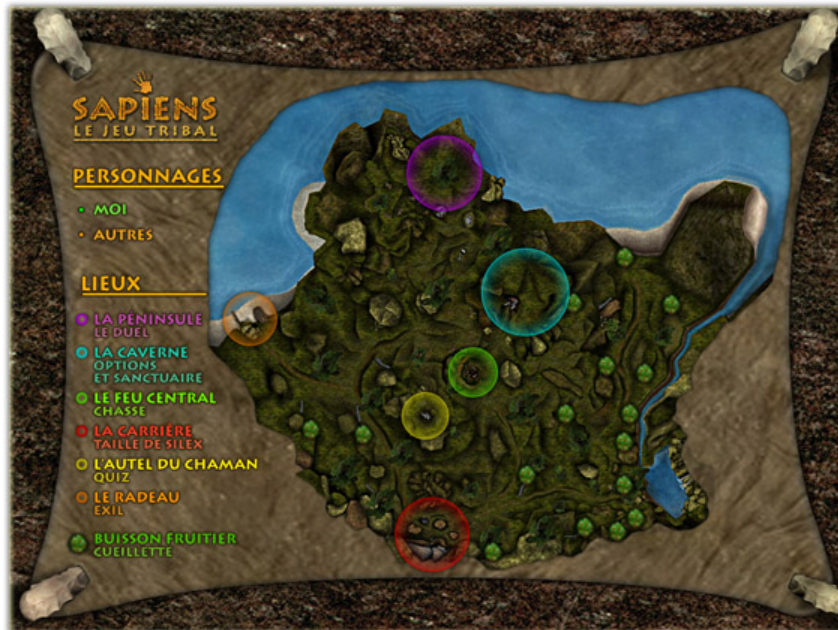 SAPIENS
LE JEU TRIBAL
PERSONNAGES
MOI
AUTRES
LIEUX
LA PÉNINSULE
LE DUEL
LA CAVERNE
OPTIONS
ET SANCTUAIRE
LE FEU CENTRAL
CHASSE
LA CARRIÈRE
TAILLE DE SILEX
L'AUTEL DU CHAMAN
QUIZ
LE RADEAU
EXIL
BUISSON FRUITIER
CUEILLETTE